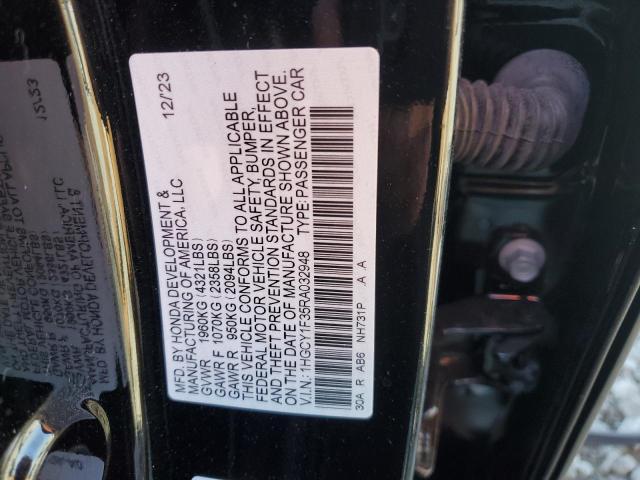 MFD. BY HONDA DEVELOPMENT & 12/23
MANUFACTURING OF AMERICA, LLC
GVWR 1960KG (4321LBS)
GAWR F 1070KG (2358LBS)
GAWR R 950KG (2094LBS)
THIS VEHICLE CONFORMS TO ALL APPLICABLE
FEDERAL MOTOR VEHICLE SAFETY, BUMPER,
AND THEFT PREVENTION STANDARDS IN EFFECT
ON THE DATE OF MANUFACTURE SHOWN ABOVE.
V.I.N.: 1HGCY1F35RA032948 TYPE: PASSENGER CAR
30A R AB6 NH731P A A